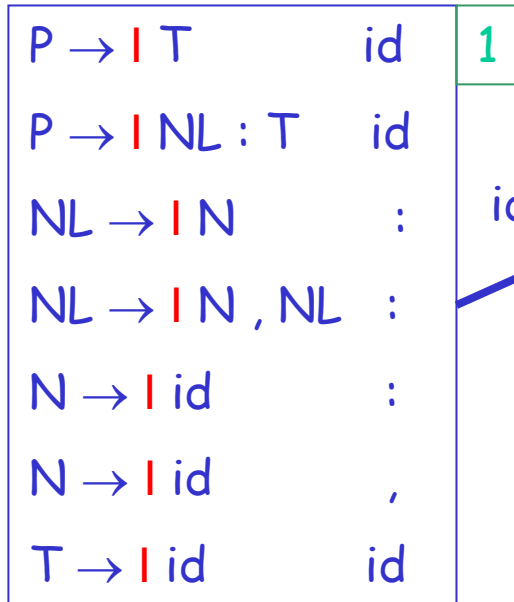 P → | T id 1
P → | NL : T id
NL → | N :
NL → | N , NL :
N → | id :
N → | id ,
T → | id id